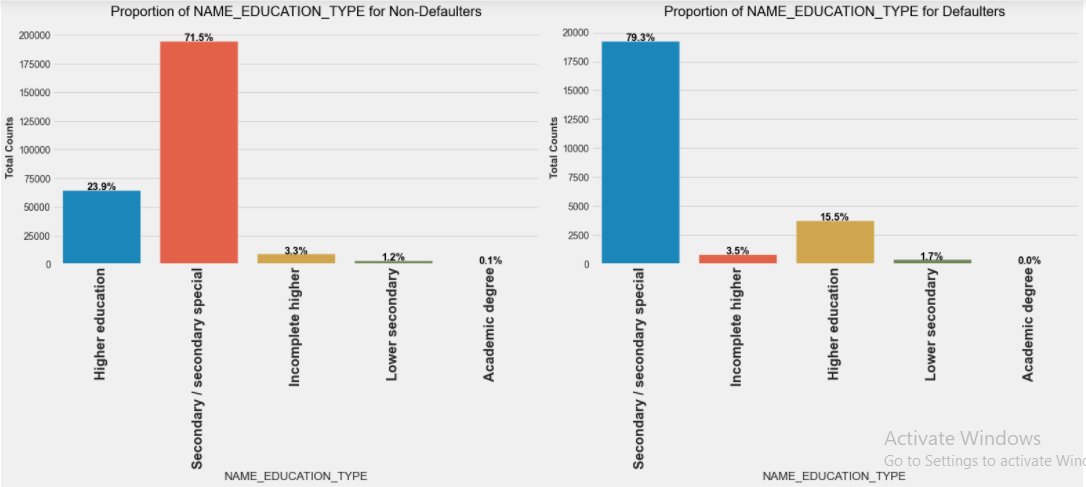 Proportion of NAME_EDUCATION_TYPE for Non-Defaulters
200000
175000
150000
125000
100000
75000
50000
25000
0
Total Counts
23.9%
71.5%
3.3%
1.2%
0.1%
Higher education
Secondary / secondary special
Incomplete higher
Lower secondary
Academic degree
NAME_EDUCATION_TYPE
Proportion of NAME_EDUCATION_TYPE for Defaulters
20000
17500
15000
12500
10000
7500
5000
2500
0
Total Counts
79.3%
3.5%
15.5%
1.7%
0.0%
Secondary / secondary special
Incomplete higher
Higher education
Lower secondary
Academic degree
NAME_EDUCATION_TYPE
Activate Windows
Go to Settings to activate Win